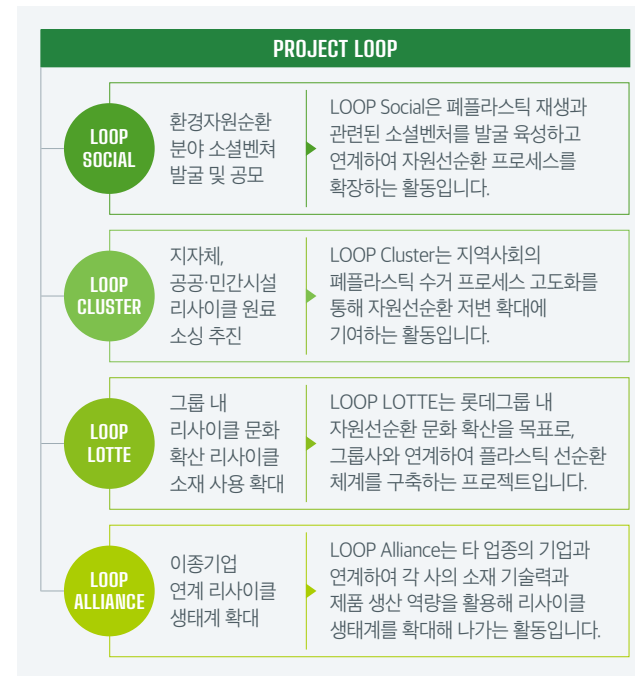 PROJECT LOOP
LOOP
SOCIAL
환경자원순환
분야 소셜벤쳐
발굴 및 공모
LOOP Social은 폐플라스틱 재생과
관련된 소셜벤처를 발굴 육성하고
연계하여 자원선순환 프로세스를
확장하는 활동입니다.
LOOP
CLUSTER
지자체,
공공·민간시설
리사이클 원료
소싱 추진
LOOP Cluster는 지역사회의
폐플라스틱 수거 프로세스 고도화를
통해 자원선순환 저변 확대에
기여하는 활동입니다.
LOOP
LOTTE
그룹 내
리사이클 문화
확산 리사이클
소재 사용 확대
LOOP LOTTE는 롯데그룹 내
자원선순환 문화 확산을 목표로,
그룹사와 연계하여 플라스틱 선순환
체계를 구축하는 프로젝트입니다.
LOOP
ALLIANCE
이종기업
연계 리사이클
생태계 확대
LOOP Alliance는 타 업종의 기업과
연계하여 각 사의 소재 기술력과
제품 생산 역량을 활용해 리사이클
생태계를 확대해 나가는 활동입니다.